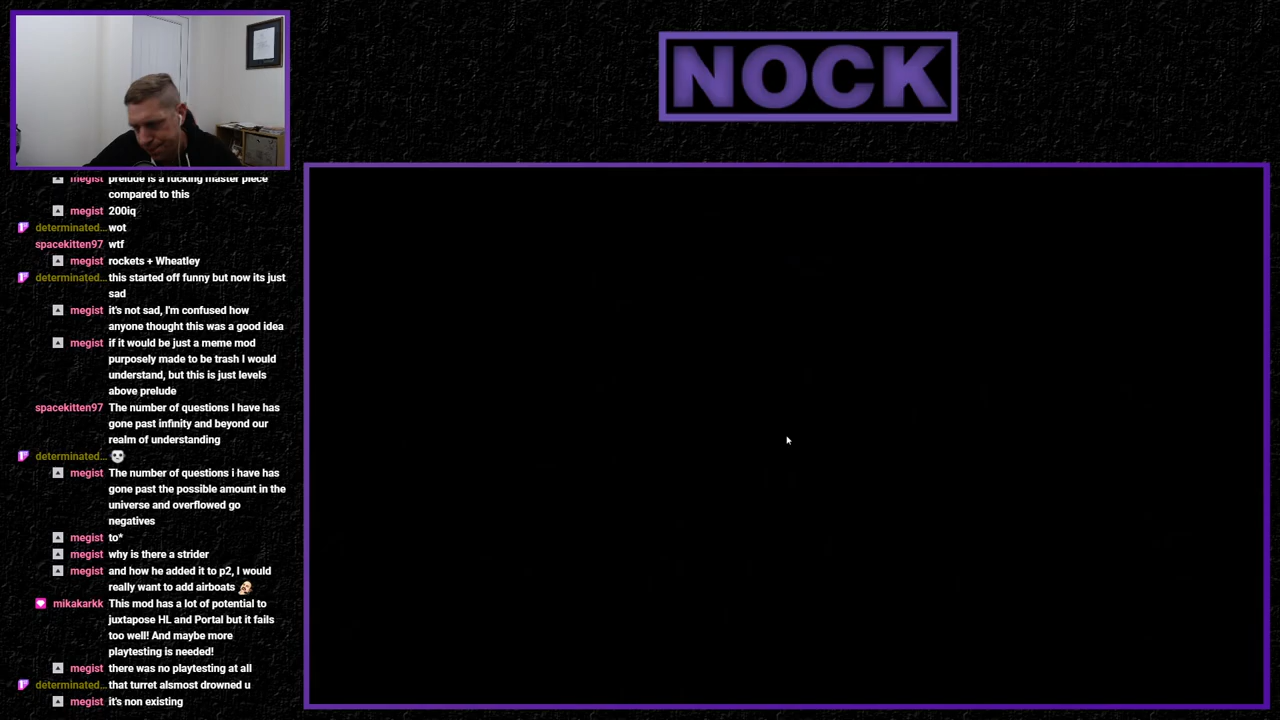 NOCK
megist prelude is a fucking master piece
compared to this
megist 200iq
determinated... wot
spacekitten97 wtf
megist rockets + Wheatley
determinated... this started off funny but now its just
sad
megist it's not sad, I'm confused how
anyone thought this was a good idea
megist if it would be just a meme mod
purposely made to be trash I would
understand, but this is just levels
above prelude
spacekitten97 The number of questions I have has
gone past infinity and beyond our
realm of understanding
determinated...
megist The number of questions i have has
gone past the possible amount in the
universe and overflowed go
negatives
megist to*
megist why is there a strider
megist and how he added it to p2, I would
really want to add airboats
mikakarkk This mod has a lot of potential to
juxtapose HL and Portal but it fails
too well! And maybe more
playtesting is needed!
megist there was no playtesting at all
determinated... that turret alsmost drowned u
megist it's non existing